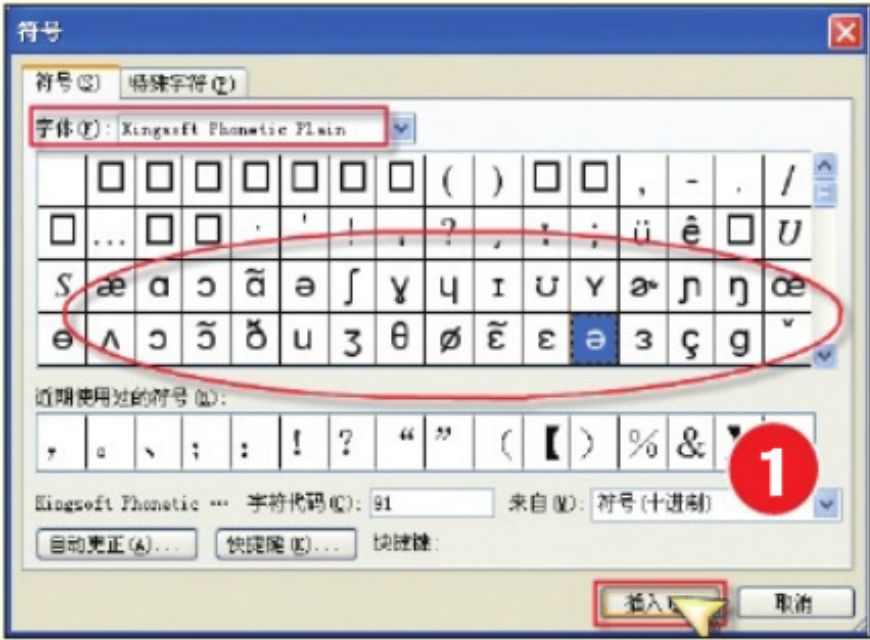 符号
符号(S) 特殊字符(P)
字体(F): Kingsoft Phonetic Plain
( ) , - . /
… · ' ! , ? , : ; ü ê U
S æ ɑ ɔ ɑ̃ ə ʃ ɣ ɥ ɪ ʊ ʏ ɚ ɲ ŋ œ
ɵ ʌ ɔ ɔ̃ ð u ʒ θ ø ɛ̃ ɛ ə ɜ ç g ˇ
近期使用过的符号(R):
, 。 、 ; : ! ? “ ” ( 【 ) % &
1
Kingsoft Phonetic … 字符代码(C): 91 来自(M): 符号(十进制)
自动更正(A)... 快捷键(K)... 快捷键:
插入 取消